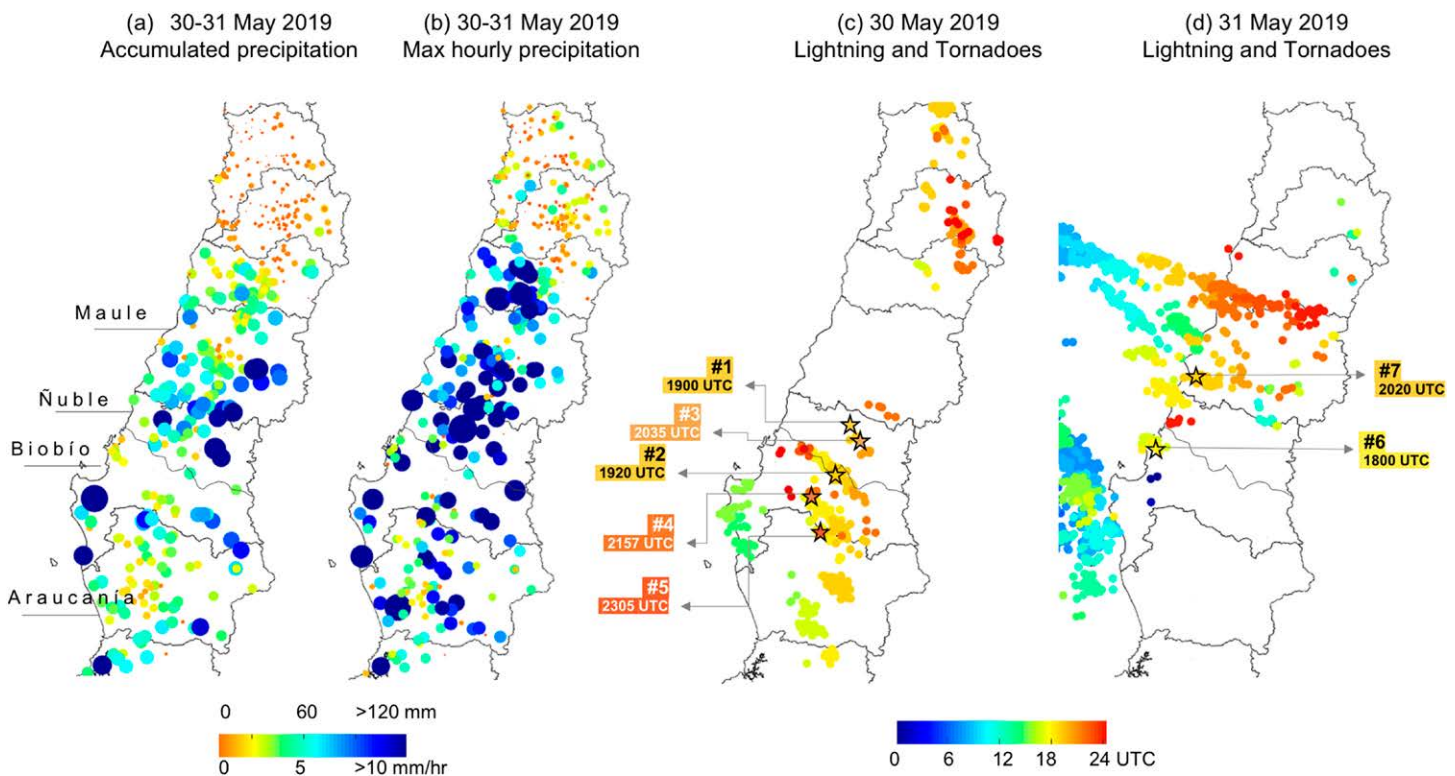 (a) 30-31 May 2019
Accumulated precipitation
(b) 30-31 May 2019
Max hourly precipitation
(c) 30 May 2019
Lightning and Tornadoes
(d) 31 May 2019
Lightning and Tornadoes
Maule
Ñuble
Biobío
Araucanía
#1
1900 UTC
#3
2035 UTC
#2
1920 UTC
#4
2157 UTC
#5
2305 UTC
#7
2020 UTC
#6
1800 UTC
0 60 >120 mm
0 5 >10 mm/hr
0 6 12 18 24 UTC